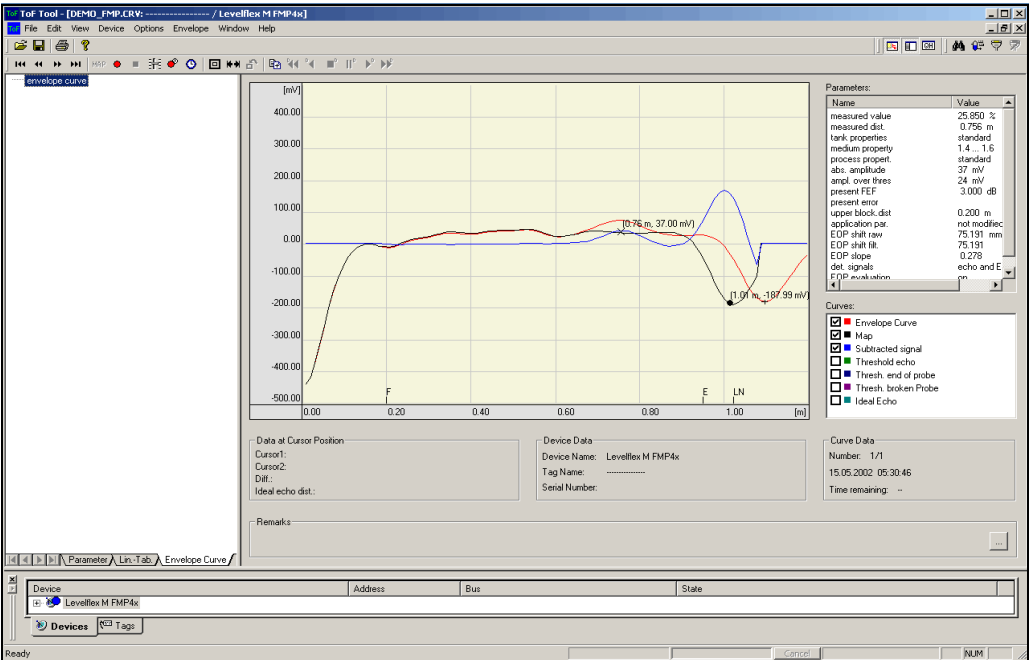 ToF Tool - [DEMO_FMP.CRV: --------------- / Levelflex M FMP4x]
File Edit View Device Options Envelope Window Help
MAP
envelope curve
[mV]
400.00
300.00
200.00
100.00
0.00
-100.00
-200.00
-300.00
-400.00
-500.00
(0.76 m, 37.00 mV)
(1.01 m, -187.99 mV)
F
E
LN
0.00 0.20 0.40 0.60 0.80 1.00 [m]
Parameters:
Name Value
measured value 25.850 %
measured dist. 0.756 m
tank properties standard
medium property 1.4 ... 1.6
process propert. standard
abs. amplitude 37 mV
ampl. over thres 24 mV
present FEF 3.000 dB
present error
upper block.dist 0.200 m
application par. not modific
EOP shift raw 75.191 mm
EOP shift filt. 75.191
EOP slope 0.278
det. signals echo and E
EOP evaluation on
Curves:
Envelope Curve
Map
Subtracted signal
Threshold echo
Thresh. end of probe
Thresh. broken Probe
Ideal Echo
Data at Cursor Position
Cursor1:
Cursor2:
Diff.:
Ideal echo dist.:
Device Data
Device Name: Levelflex M FMP4x
Tag Name: ---------------
Serial Number:
Curve Data
Number: 1/1
15.05.2002 05:30:46
Time remaining: --
Remarks
...
Parameter Lin.-Tab. Envelope Curve
Device Address Bus State
Levelflex M FMP4x
Devices Tags
Ready Cancel NUM